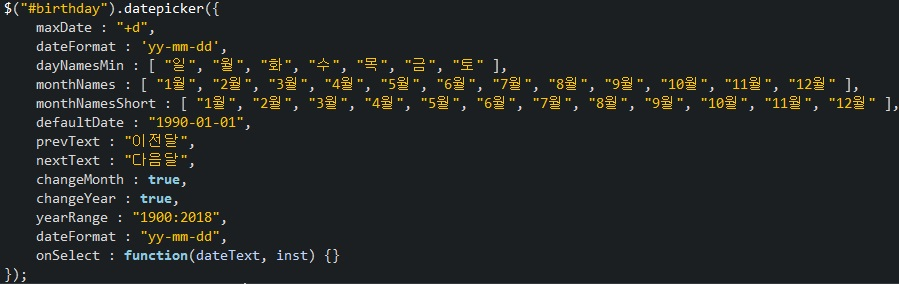 $("#birthday").datepicker({
maxDate : "+d",
dateFormat : 'yy-mm-dd',
dayNamesMin : [ "일", "월", "화", "수", "목", "금", "토" ],
monthNames : [ "1월", "2월", "3월", "4월", "5월", "6월", "7월", "8월", "9월", "10월", "11월", "12월" ],
monthNamesShort : [ "1월", "2월", "3월", "4월", "5월", "6월", "7월", "8월", "9월", "10월", "11월", "12월" ],
defaultDate : "1990-01-01",
prevText : "이전달",
nextText : "다음달",
changeMonth : true,
changeYear : true,
yearRange : "1900:2018",
dateFormat : "yy-mm-dd",
onSelect : function(dateText, inst) {}
});